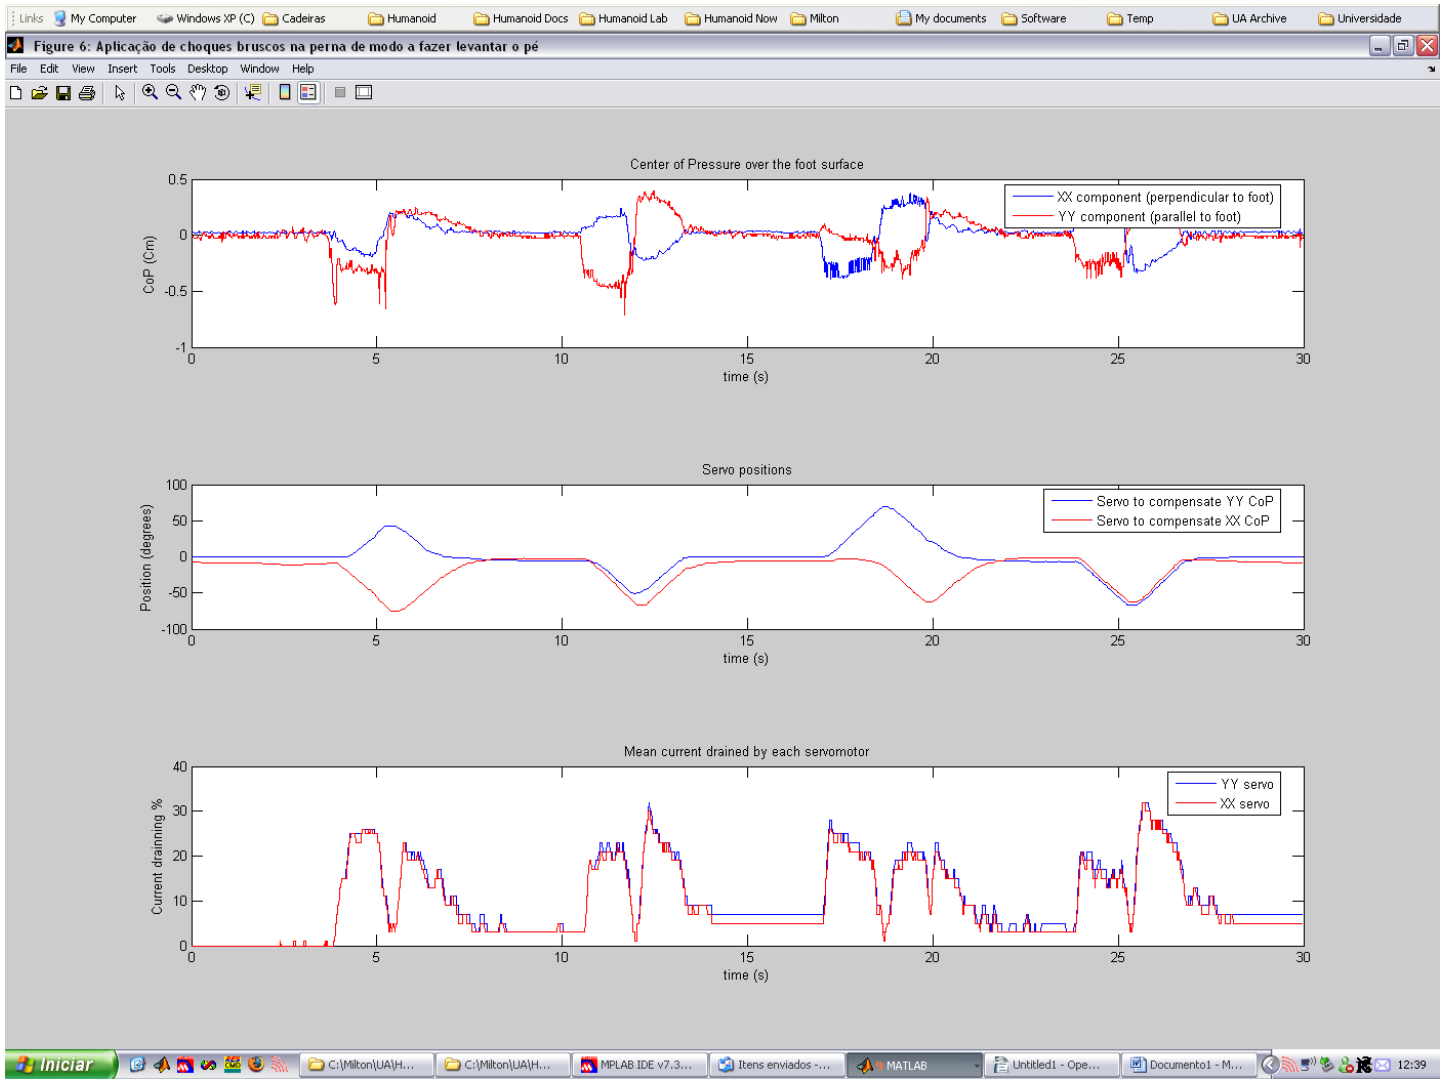 Links My Computer Windows XP (C) Cadeiras Humanoid Humanoid Docs Humanoid Lab Humanoid Now Milton My documents Software Temp UA Archive Universidade
Figure 6: Aplicação de choques bruscos na perna de modo a fazer levantar o pé
File Edit View Insert Tools Desktop Window Help
Center of Pressure over the foot surface
XX component (perpendicular to foot)
YY component (parallel to foot)
CoP (Cm)
0.5
0
-0.5
-1
0 5 10 15 20 25 30
time (s)
Servo positions
Servo to compensate YY CoP
Servo to compensate XX CoP
Position (degrees)
100
50
0
-50
-100
0 5 10 15 20 25 30
time (s)
Mean current drained by each servomotor
YY servo
XX servo
Current drainning %
40
30
20
10
0
0 5 10 15 20 25 30
time (s)
Iniciar C:\Milton\UA\H... C:\Milton\UA\H... MPLAB IDE v7.3... Itens enviados -... 9 MATLAB Untitled1 - Ope... Documento1 - M... 12:39